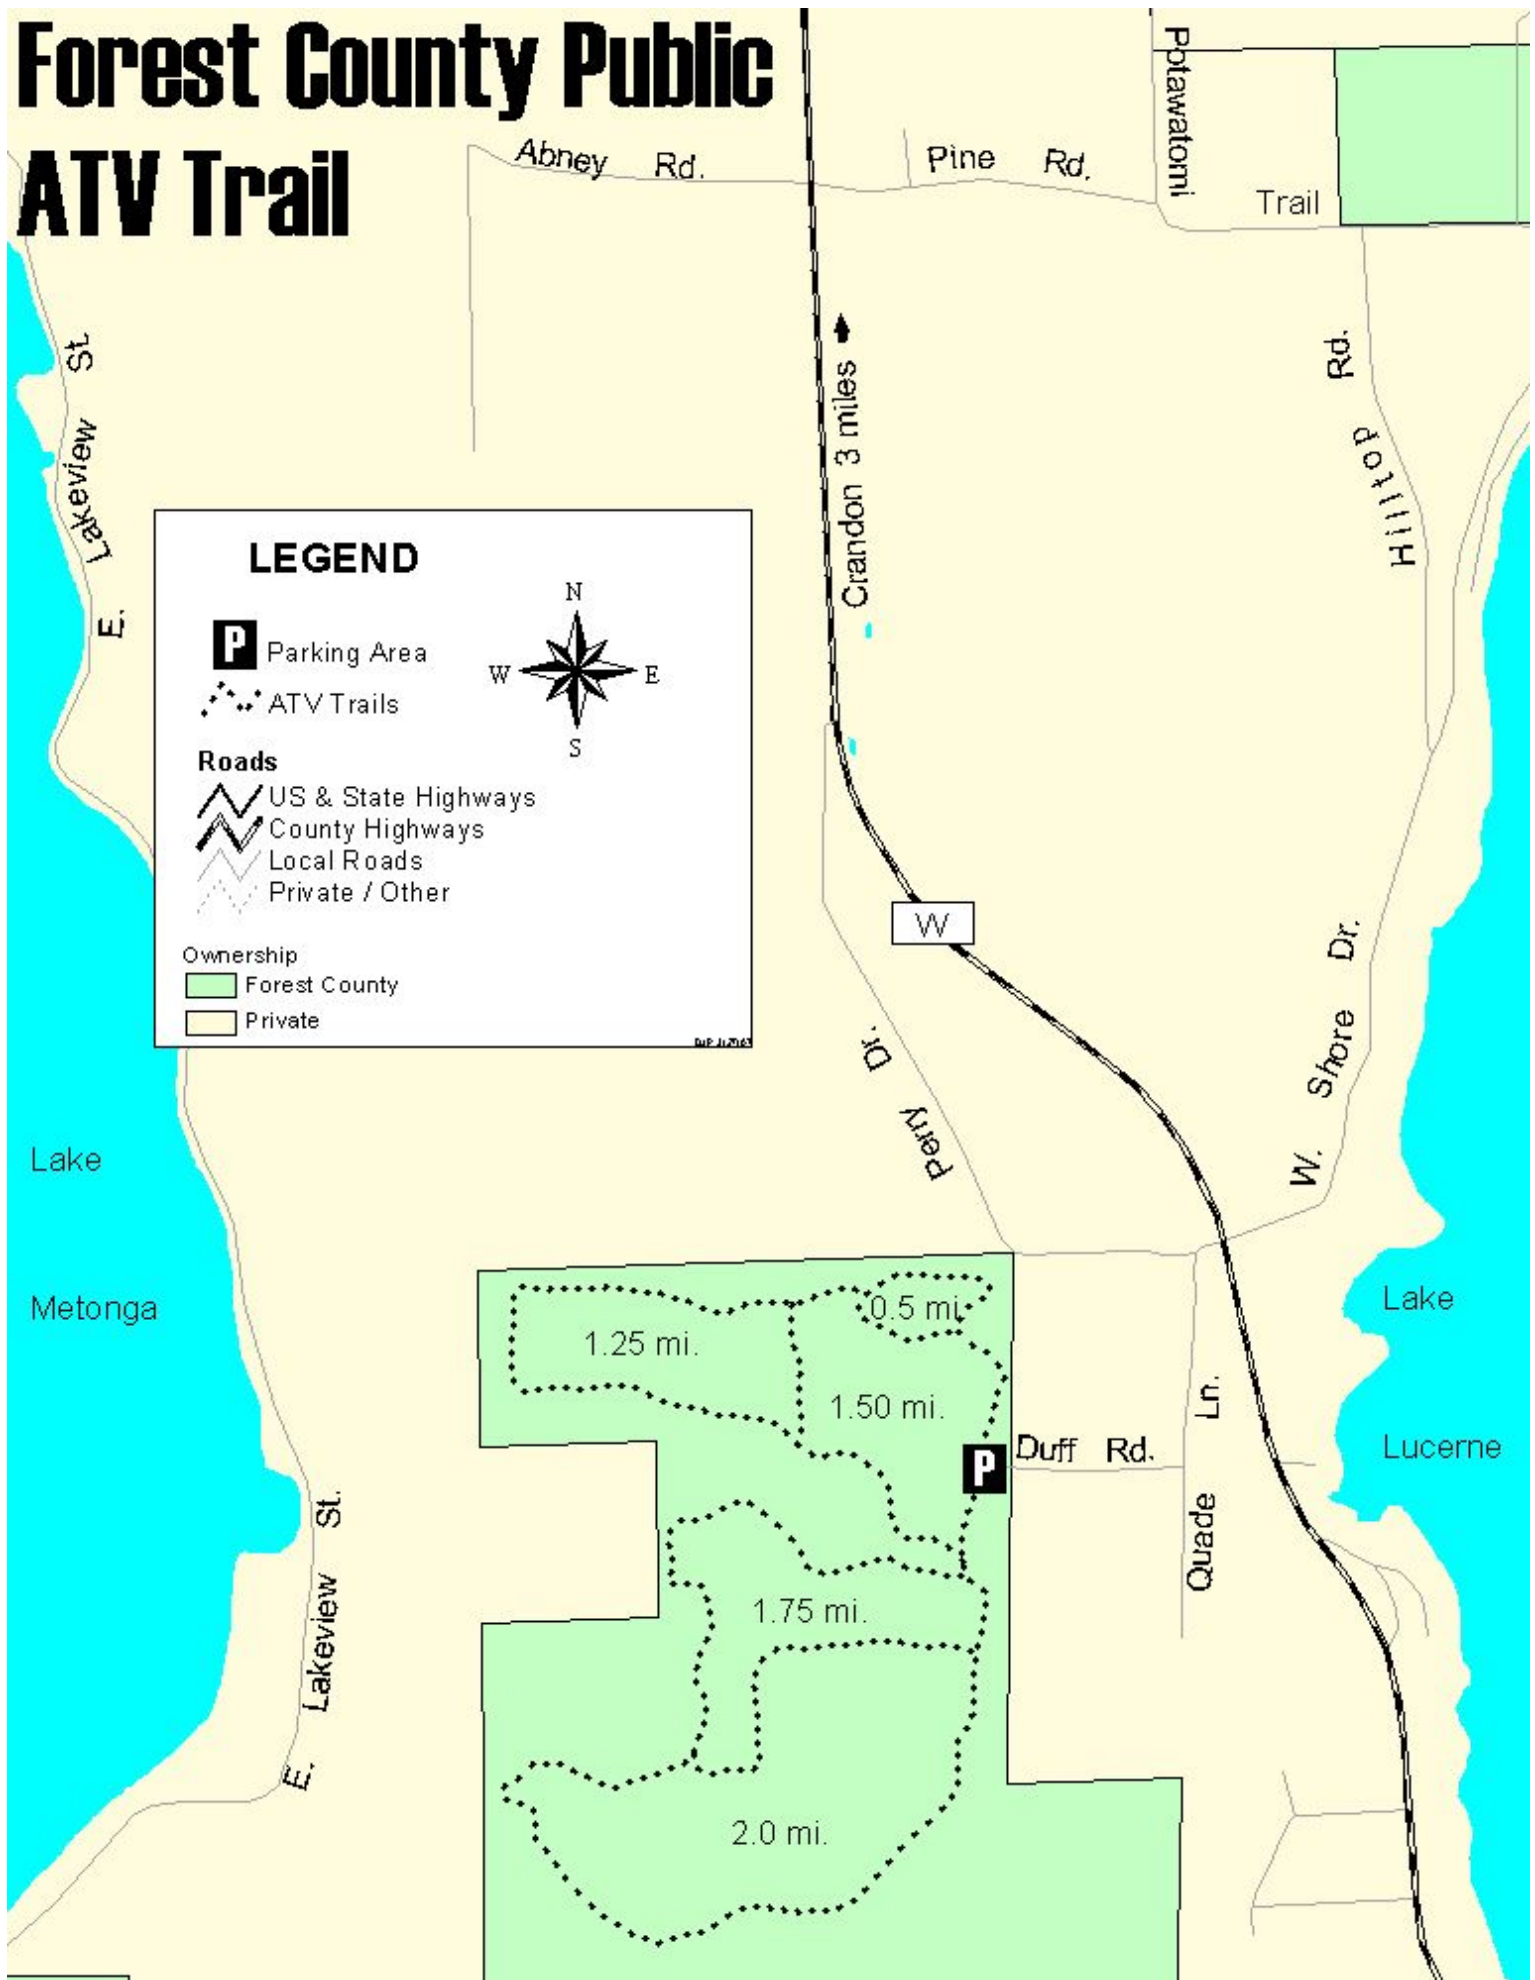 Forest County Public
ATV Trail
Abney Rd.
Pine Rd.
Potawatomi
Trail
E. Lakeview St.
Crandon 3 miles
Hilltop Rd.
LEGEND
N
W E
S
P Parking Area
ATV Trails
Roads
US & State Highways
County Highways
Local Roads
Private / Other
Ownership
Forest County
Private
W
Perry Dr.
W. Shore Dr.
Lake
Metonga
Lake
Lucerne
0.5 mi.
1.25 mi.
1.50 mi.
P
Duff Rd.
Quade Ln.
E. Lakeview St.
1.75 mi.
2.0 mi.